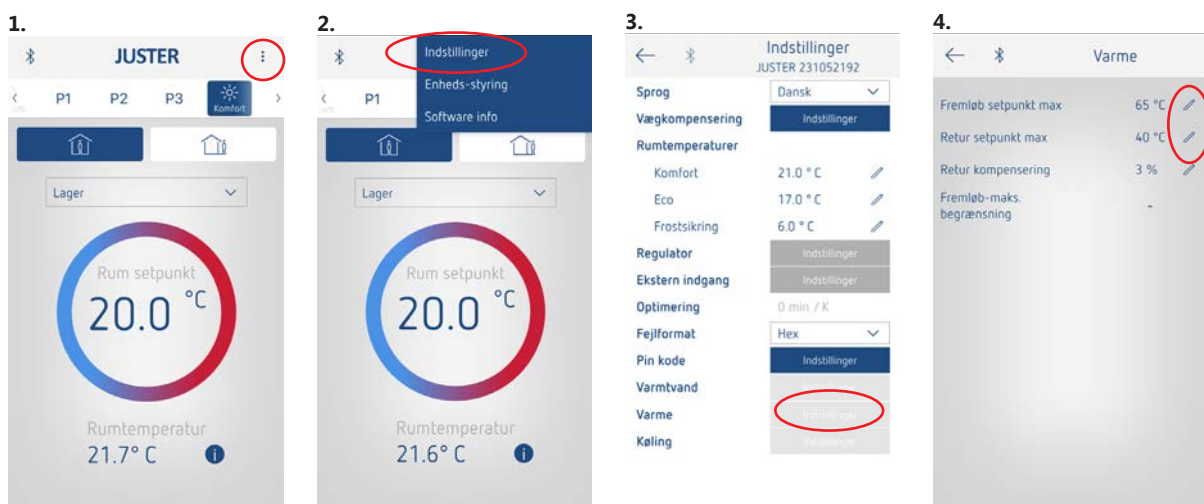 1.
JUSTER
P1 P2 P3 Komfort
Lager
Rum setpunkt
20.0 °C
Rumtemperatur
21.7° C
2.
Indstillinger
Enheds-styring
Software info
P1
Lager
Rum setpunkt
20.0 °C
Rumtemperatur
21.6° C
3.
Indstillinger
JUSTER 231052192
Sprog Dansk
Vægkompensering Indstillinger
Rumtemperaturer
Komfort 21.0 ° C
Eco 17.0 ° C
Frostsikring 6.0 ° C
Regulator Indstillinger
Ekstern indgang Indstillinger
Optimering 0 min. / K
Fejlformat Hex
Pin kode Indstillinger
Varmtvand
Varme Indstillinger
Køling Indstillinger
4.
Varme
Fremløb setpunkt max 65 °C
Retur setpunkt max 40 °C
Retur kompensering 3 %
Fremløb-maks. -
begrænsning